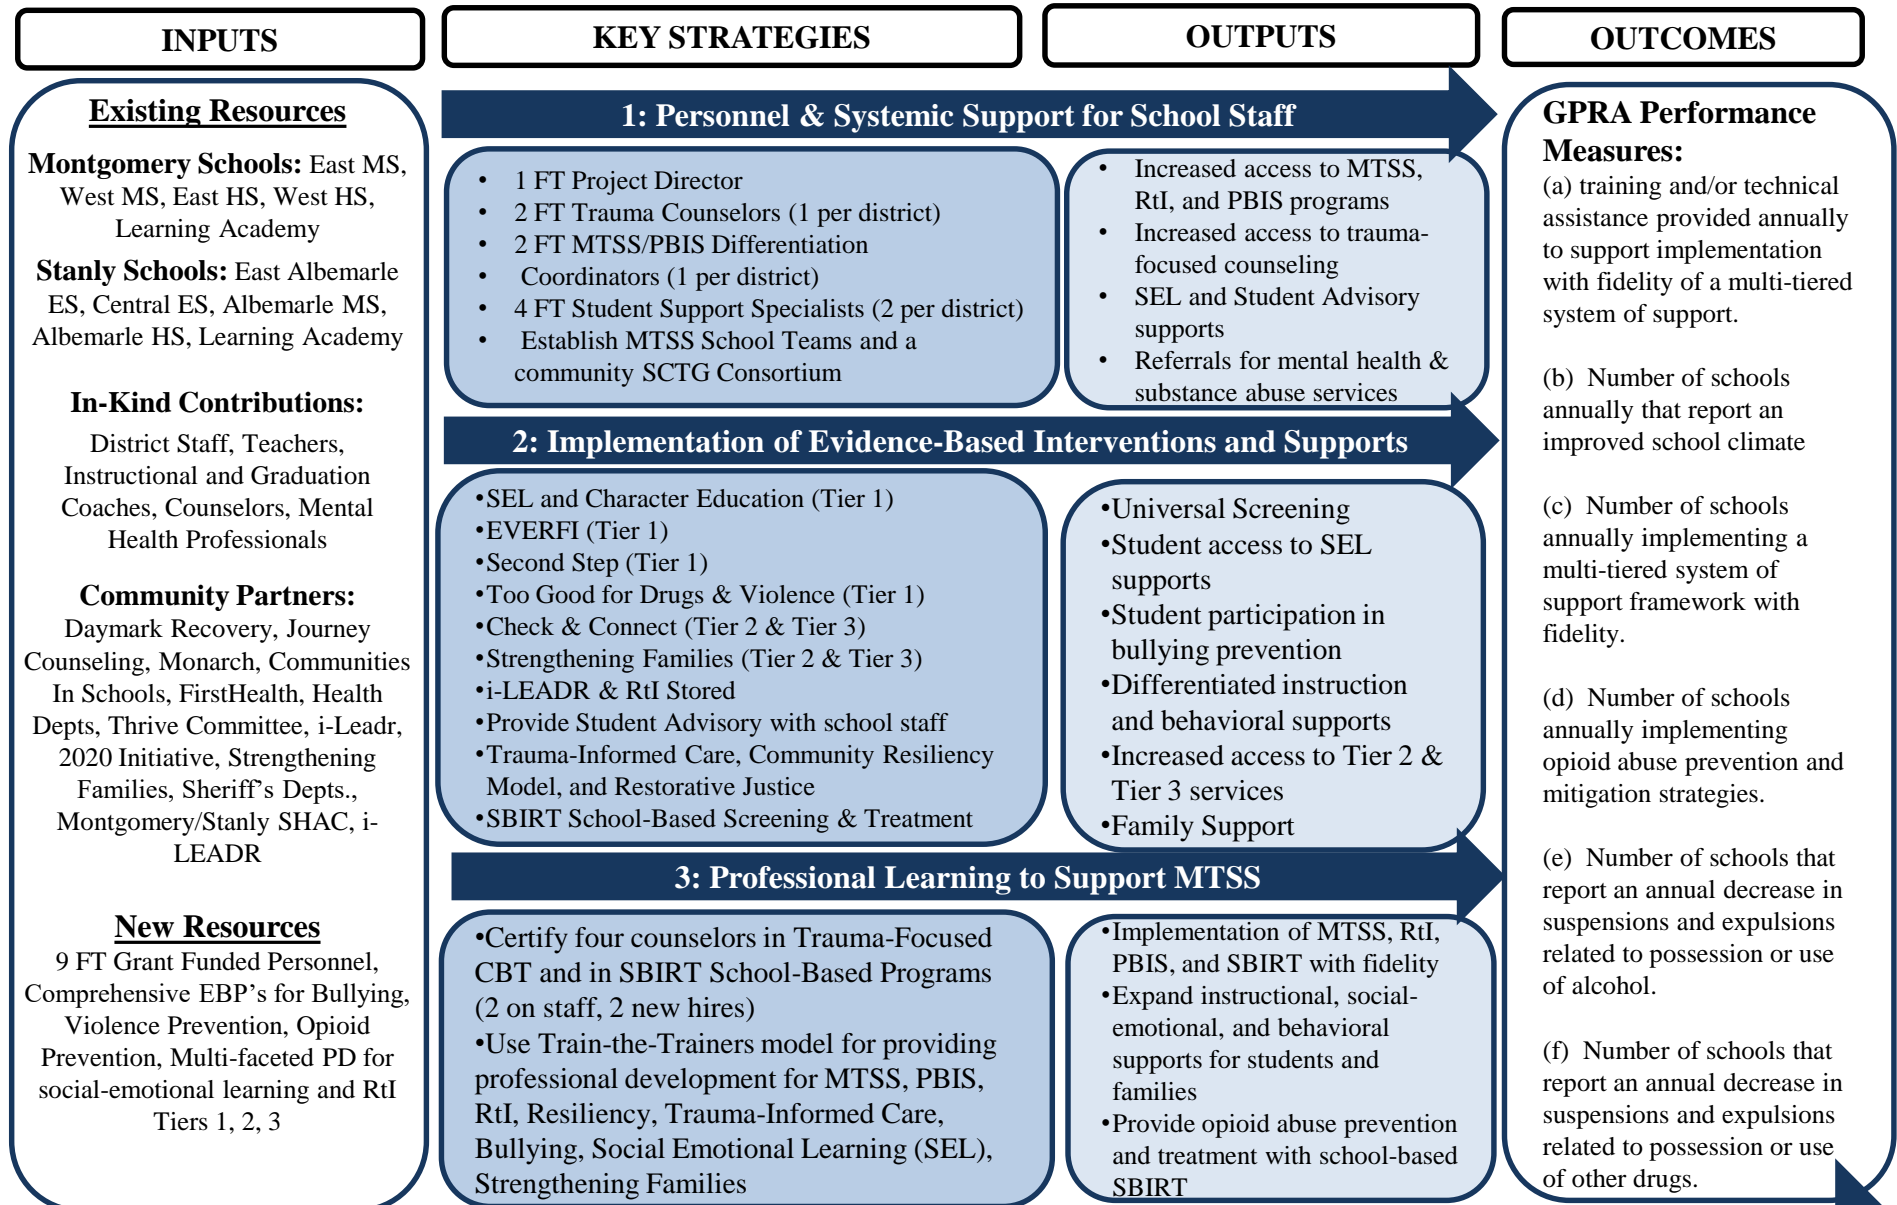 INPUTS
KEY STRATEGIES
OUTPUTS
OUTCOMES
Existing Resources
Montgomery Schools: East MS,
West MS, East HS, West HS,
Learning Academy
Stanly Schools: East Albemarle
ES, Central ES, Albemarle MS,
Albemarle HS, Learning Academy
In-Kind Contributions:
District Staff, Teachers,
Instructional and Graduation
Coaches, Counselors, Mental
Health Professionals
Community Partners:
Daymark Recovery, Journey
Counseling, Monarch, Communities
In Schools, FirstHealth, Health
Depts, Thrive Committee, i-Leadr,
2020 Initiative, Strengthening
Families, Sheriff’s Depts.,
Montgomery/Stanly SHAC, i-
LEADR
New Resources
9 FT Grant Funded Personnel,
Comprehensive EBP’s for Bullying,
Violence Prevention, Opioid
Prevention, Multi-faceted PD for
social-emotional learning and RtI
Tiers 1, 2, 3
1: Personnel & Systemic Support for School Staff
• 1 FT Project Director
• 2 FT Trauma Counselors (1 per district)
• 2 FT MTSS/PBIS Differentiation
• Coordinators (1 per district)
• 4 FT Student Support Specialists (2 per district)
• Establish MTSS School Teams and a
community SCTG Consortium
• Increased access to MTSS,
RtI, and PBIS programs
• Increased access to trauma-
focused counseling
• SEL and Student Advisory
supports
• Referrals for mental health &
substance abuse services
2: Implementation of Evidence-Based Interventions and Supports
•SEL and Character Education (Tier 1)
•EVERFI (Tier 1)
•Second Step (Tier 1)
•Too Good for Drugs & Violence (Tier 1)
•Check & Connect (Tier 2 & Tier 3)
•Strengthening Families (Tier 2 & Tier 3)
•i-LEADR & RtI Stored
•Provide Student Advisory with school staff
•Trauma-Informed Care, Community Resiliency
Model, and Restorative Justice
•SBIRT School-Based Screening & Treatment
•Universal Screening
•Student access to SEL
supports
•Student participation in
bullying prevention
•Differentiated instruction
and behavioral supports
•Increased access to Tier 2 &
Tier 3 services
•Family Support
3: Professional Learning to Support MTSS
•Certify four counselors in Trauma-Focused
CBT and in SBIRT School-Based Programs
(2 on staff, 2 new hires)
•Use Train-the-Trainers model for providing
professional development for MTSS, PBIS,
RtI, Resiliency, Trauma-Informed Care,
Bullying, Social Emotional Learning (SEL),
Strengthening Families
•Implementation of MTSS, RtI,
PBIS, and SBIRT with fidelity
•Expand instructional, social-
emotional, and behavioral
supports for students and
families
•Provide opioid abuse prevention
and treatment with school-based
SBIRT
GPRA Performance
Measures:
(a) training and/or technical
assistance provided annually
to support implementation
with fidelity of a multi-tiered
system of support.
(b) Number of schools
annually that report an
improved school climate
(c) Number of schools
annually implementing a
multi-tiered system of
support framework with
fidelity.
(d) Number of schools
annually implementing
opioid abuse prevention and
mitigation strategies.
(e) Number of schools that
report an annual decrease in
suspensions and expulsions
related to possession or use
of alcohol.
(f) Number of schools that
report an annual decrease in
suspensions and expulsions
related to possession or use
of other drugs.